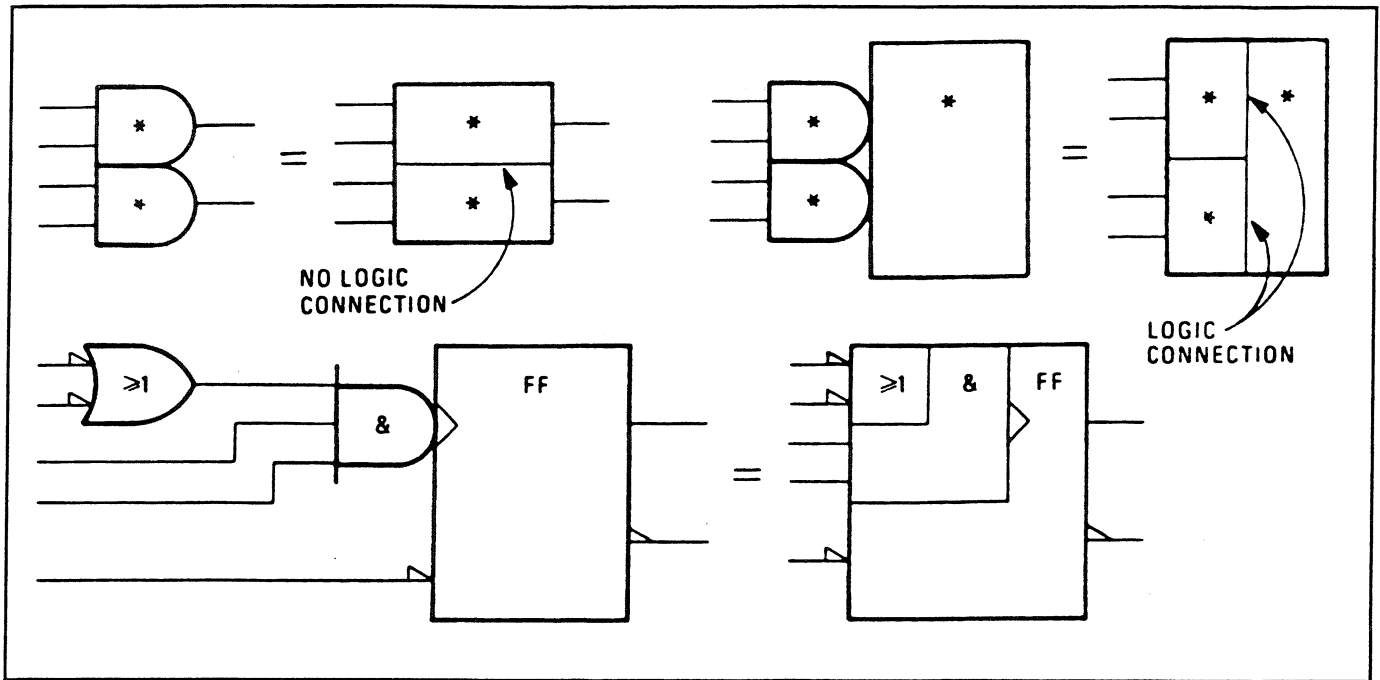 *
*
=
*
*
NO LOGIC
CONNECTION
*
*
*
=
*
*
*
LOGIC
CONNECTION
≥1
&
FF
=
≥1
&
FF